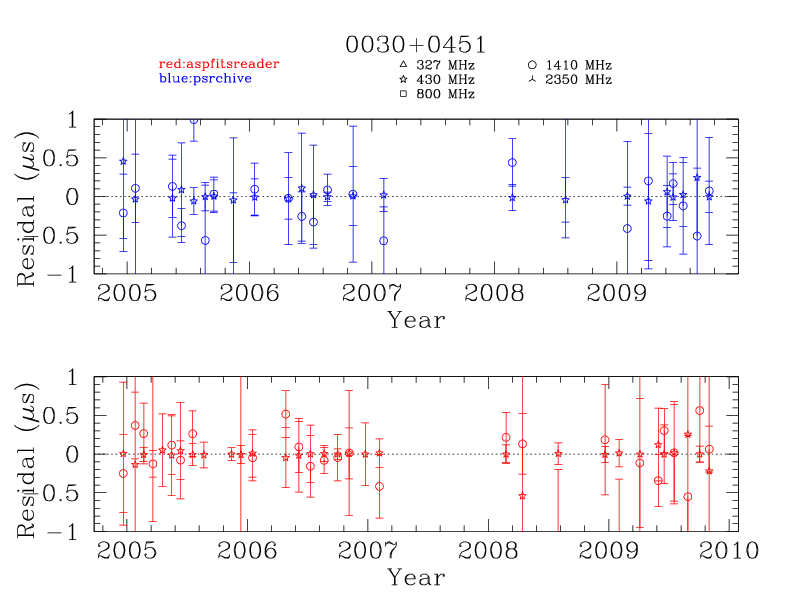 0030+0451
red:aspfitsreader
blue:psrchive
327 MHz
430 MHz
800 MHz
1410 MHz
2350 MHz
Residal (μs)
1
0.5
0
0.5
−1
2005 2006 2007 2008 2009
Year
Residal (μs)
1
0.5
0
0.5
−1
2005 2006 2007 2008 2009 2010
Year